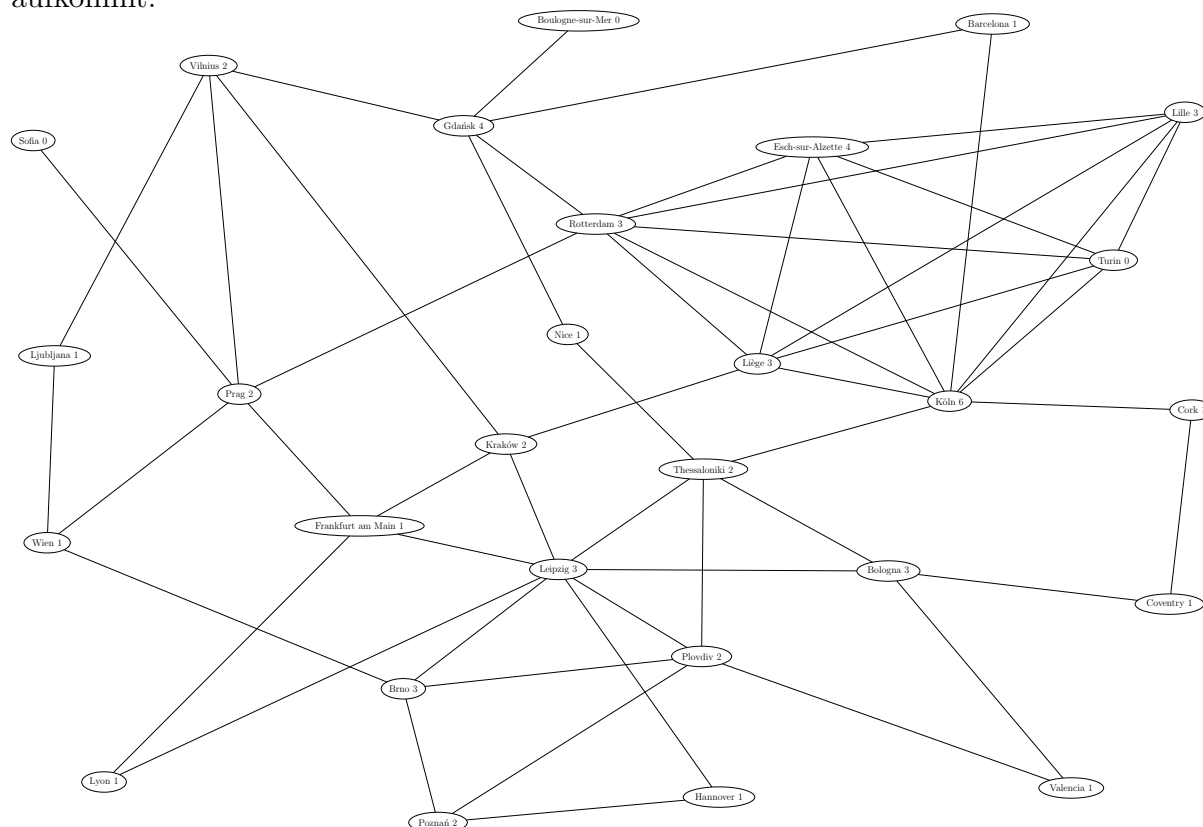 aufkommt.
Boulogne-sur-Mer 0
Barcelona 1
Vilnius 2
Lille 3
Gdańsk 4
Sofia 0
Esch-sur-Alzette 4
Rotterdam 3
Turin 0
Nice 1
Ljubljana 1
Liège 3
Prag 2
Köln 6
Cork
Kraków 2
Thessaloniki 2
Frankfurt am Main 1
Wien 1
Leipzig 3
Bologna 3
Coventry 1
Plovdiv 2
Brno 3
Lyon 1
Valencia 1
Hannover 1
Poznań 2